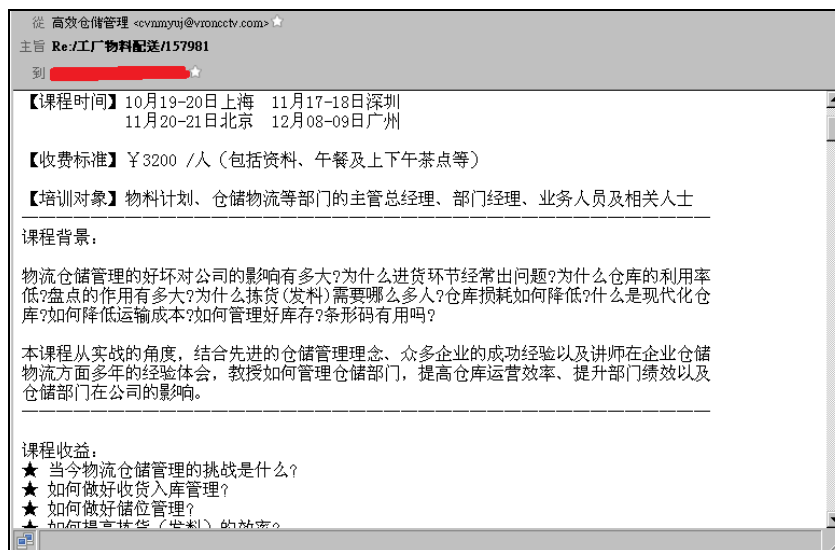 從 高效仓储管理 <cvnmyuj@vroncctv.com>
主旨 Re:/工厂物料配送/157981
到
【课程时间】10月19-20日上海 11月17-18日深圳
11月20-21日北京 12月08-09日广州
【收费标准】￥3200 /人（包括资料、午餐及上下午茶点等）
【培训对象】物料计划、仓储物流等部门的主管总经理、部门经理、业务人员及相关人士
课程背景：
物流仓储管理的好坏对公司的影响有多大?为什么进货环节经常出问题?为什么仓库的利用率
低?盘点的作用有多大?为什么拣货(发料)需要哪么多人?仓库损耗如何降低?什么是现代化仓
库?如何降低运输成本?如何管理好库存?条形码有用吗?
本课程从实战的角度，结合先进的仓储管理理念、众多企业的成功经验以及讲师在企业仓储
物流方面多年的经验体会，教授如何管理仓储部门，提高仓库运营效率、提升部门绩效以及
仓储部门在公司的影响。
课程收益：
★ 当今物流仓储管理的挑战是什么?
★ 如何做好收货入库管理?
★ 如何做好储位管理?
★ 如何提高拣货（发料）的效率?